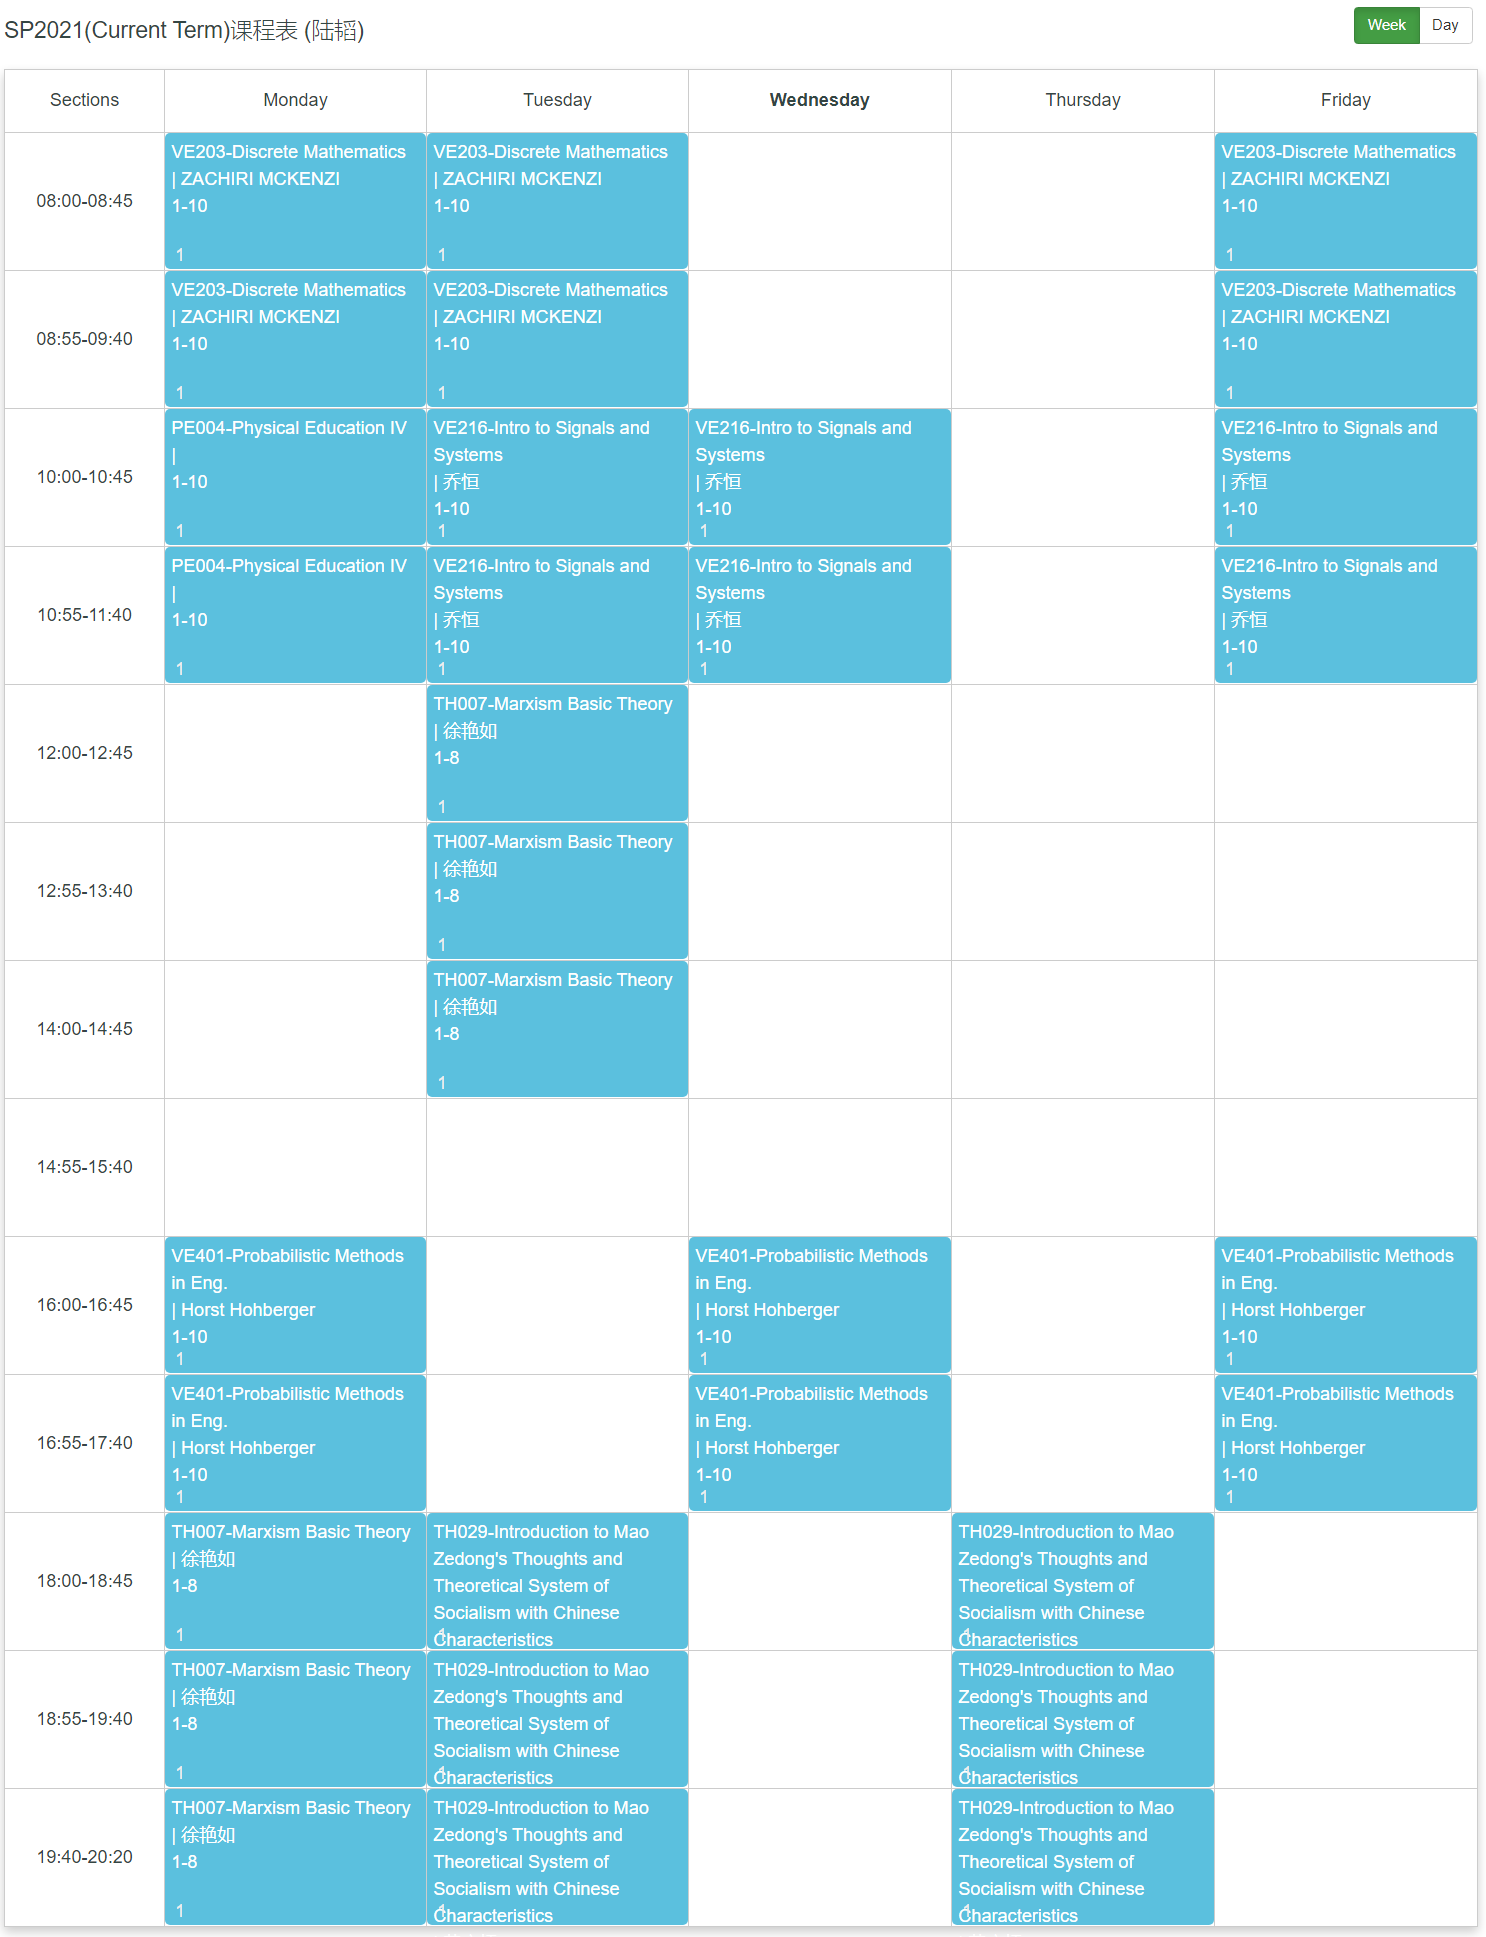 SP2021(Current Term)课程表 (陆韬)
Week Day
Sections Monday Tuesday Wednesday Thursday Friday
08:00-08:45
VE203-Discrete Mathematics
| ZACHIRI MCKENZI
1-10
1
VE203-Discrete Mathematics
| ZACHIRI MCKENZI
1-10
1
VE203-Discrete Mathematics
| ZACHIRI MCKENZI
1-10
1
08:55-09:40
VE203-Discrete Mathematics
| ZACHIRI MCKENZI
1-10
1
VE203-Discrete Mathematics
| ZACHIRI MCKENZI
1-10
1
VE203-Discrete Mathematics
| ZACHIRI MCKENZI
1-10
1
10:00-10:45
PE004-Physical Education IV
|
1-10
1
VE216-Intro to Signals and
Systems
| 乔恒
1-10
1
VE216-Intro to Signals and
Systems
| 乔恒
1-10
1
VE216-Intro to Signals and
Systems
| 乔恒
1-10
1
10:55-11:40
PE004-Physical Education IV
|
1-10
1
VE216-Intro to Signals and
Systems
| 乔恒
1-10
1
VE216-Intro to Signals and
Systems
| 乔恒
1-10
1
VE216-Intro to Signals and
Systems
| 乔恒
1-10
1
12:00-12:45
TH007-Marxism Basic Theory
| 徐艳如
1-8
1
12:55-13:40
TH007-Marxism Basic Theory
| 徐艳如
1-8
1
14:00-14:45
TH007-Marxism Basic Theory
| 徐艳如
1-8
1
14:55-15:40
16:00-16:45
VE401-Probabilistic Methods
in Eng.
| Horst Hohberger
1-10
1
VE401-Probabilistic Methods
in Eng.
| Horst Hohberger
1-10
1
VE401-Probabilistic Methods
in Eng.
| Horst Hohberger
1-10
1
16:55-17:40
VE401-Probabilistic Methods
in Eng.
| Horst Hohberger
1-10
1
VE401-Probabilistic Methods
in Eng.
| Horst Hohberger
1-10
1
VE401-Probabilistic Methods
in Eng.
| Horst Hohberger
1-10
1
18:00-18:45
TH007-Marxism Basic Theory
| 徐艳如
1-8
1
TH029-Introduction to Mao
Zedong's Thoughts and
Theoretical System of
Socialism with Chinese
Characteristics
1
TH029-Introduction to Mao
Zedong's Thoughts and
Theoretical System of
Socialism with Chinese
Characteristics
1
18:55-19:40
TH007-Marxism Basic Theory
| 徐艳如
1-8
1
TH029-Introduction to Mao
Zedong's Thoughts and
Theoretical System of
Socialism with Chinese
Characteristics
1
TH029-Introduction to Mao
Zedong's Thoughts and
Theoretical System of
Socialism with Chinese
Characteristics
1
19:40-20:20
TH007-Marxism Basic Theory
| 徐艳如
1-8
1
TH029-Introduction to Mao
Zedong's Thoughts and
Theoretical System of
Socialism with Chinese
Characteristics
1
TH029-Introduction to Mao
Zedong's Thoughts and
Theoretical System of
Socialism with Chinese
Characteristics
1